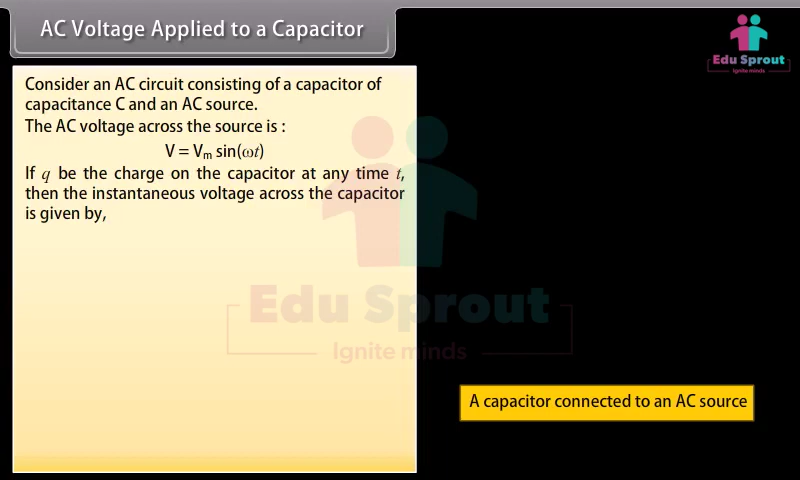 AC Voltage Applied to a Capacitor
Edu Sprout
Ignite minds
Consider an AC circuit consisting of a capacitor of
capacitance C and an AC source.
The AC voltage across the source is :
V = Vₘ sin(ωt)
If q be the charge on the capacitor at any time t,
then the instantaneous voltage across the capacitor
is given by,
Edu Sprout
Ignite minds
A capacitor connected to an AC source